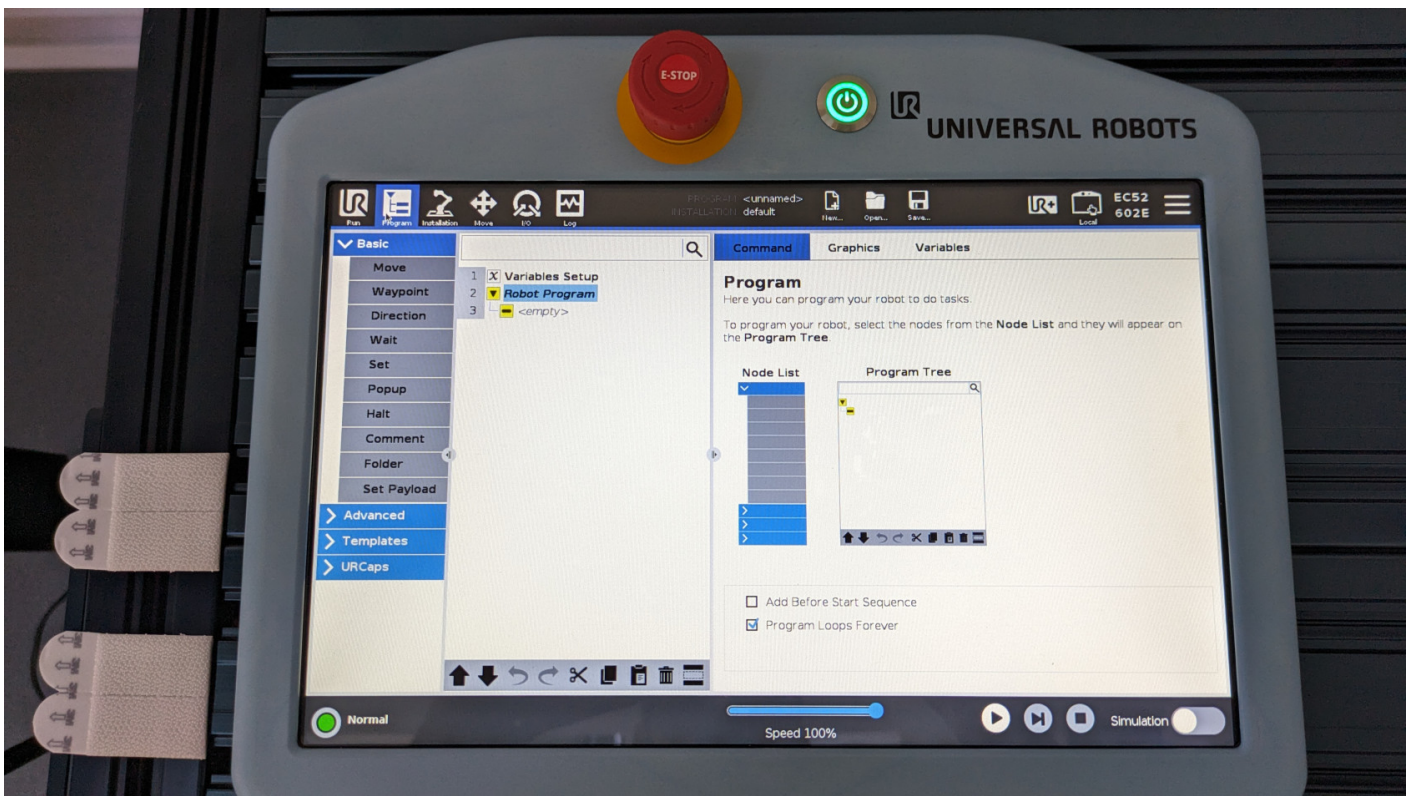 E-STOP
UNIVERSAL ROBOTS
Run Program Installation Move I/O Log
PROGRAM <unnamed>
INSTALLATION default
New... Open... Save...
UR+
Local
EC52
602E
Basic
Move
Waypoint
Direction
Wait
Set
Popup
Halt
Comment
Folder
Set Payload
Advanced
Templates
URCaps
1 X Variables Setup
2 Robot Program
3 <empty>
Command Graphics Variables
Program
Here you can program your robot to do tasks.
To program your robot, select the nodes from the Node List and they will appear on
the Program Tree
Node List Program Tree
Add Before Start Sequence
Program Loops Forever
Normal
Speed 100%
Simulation